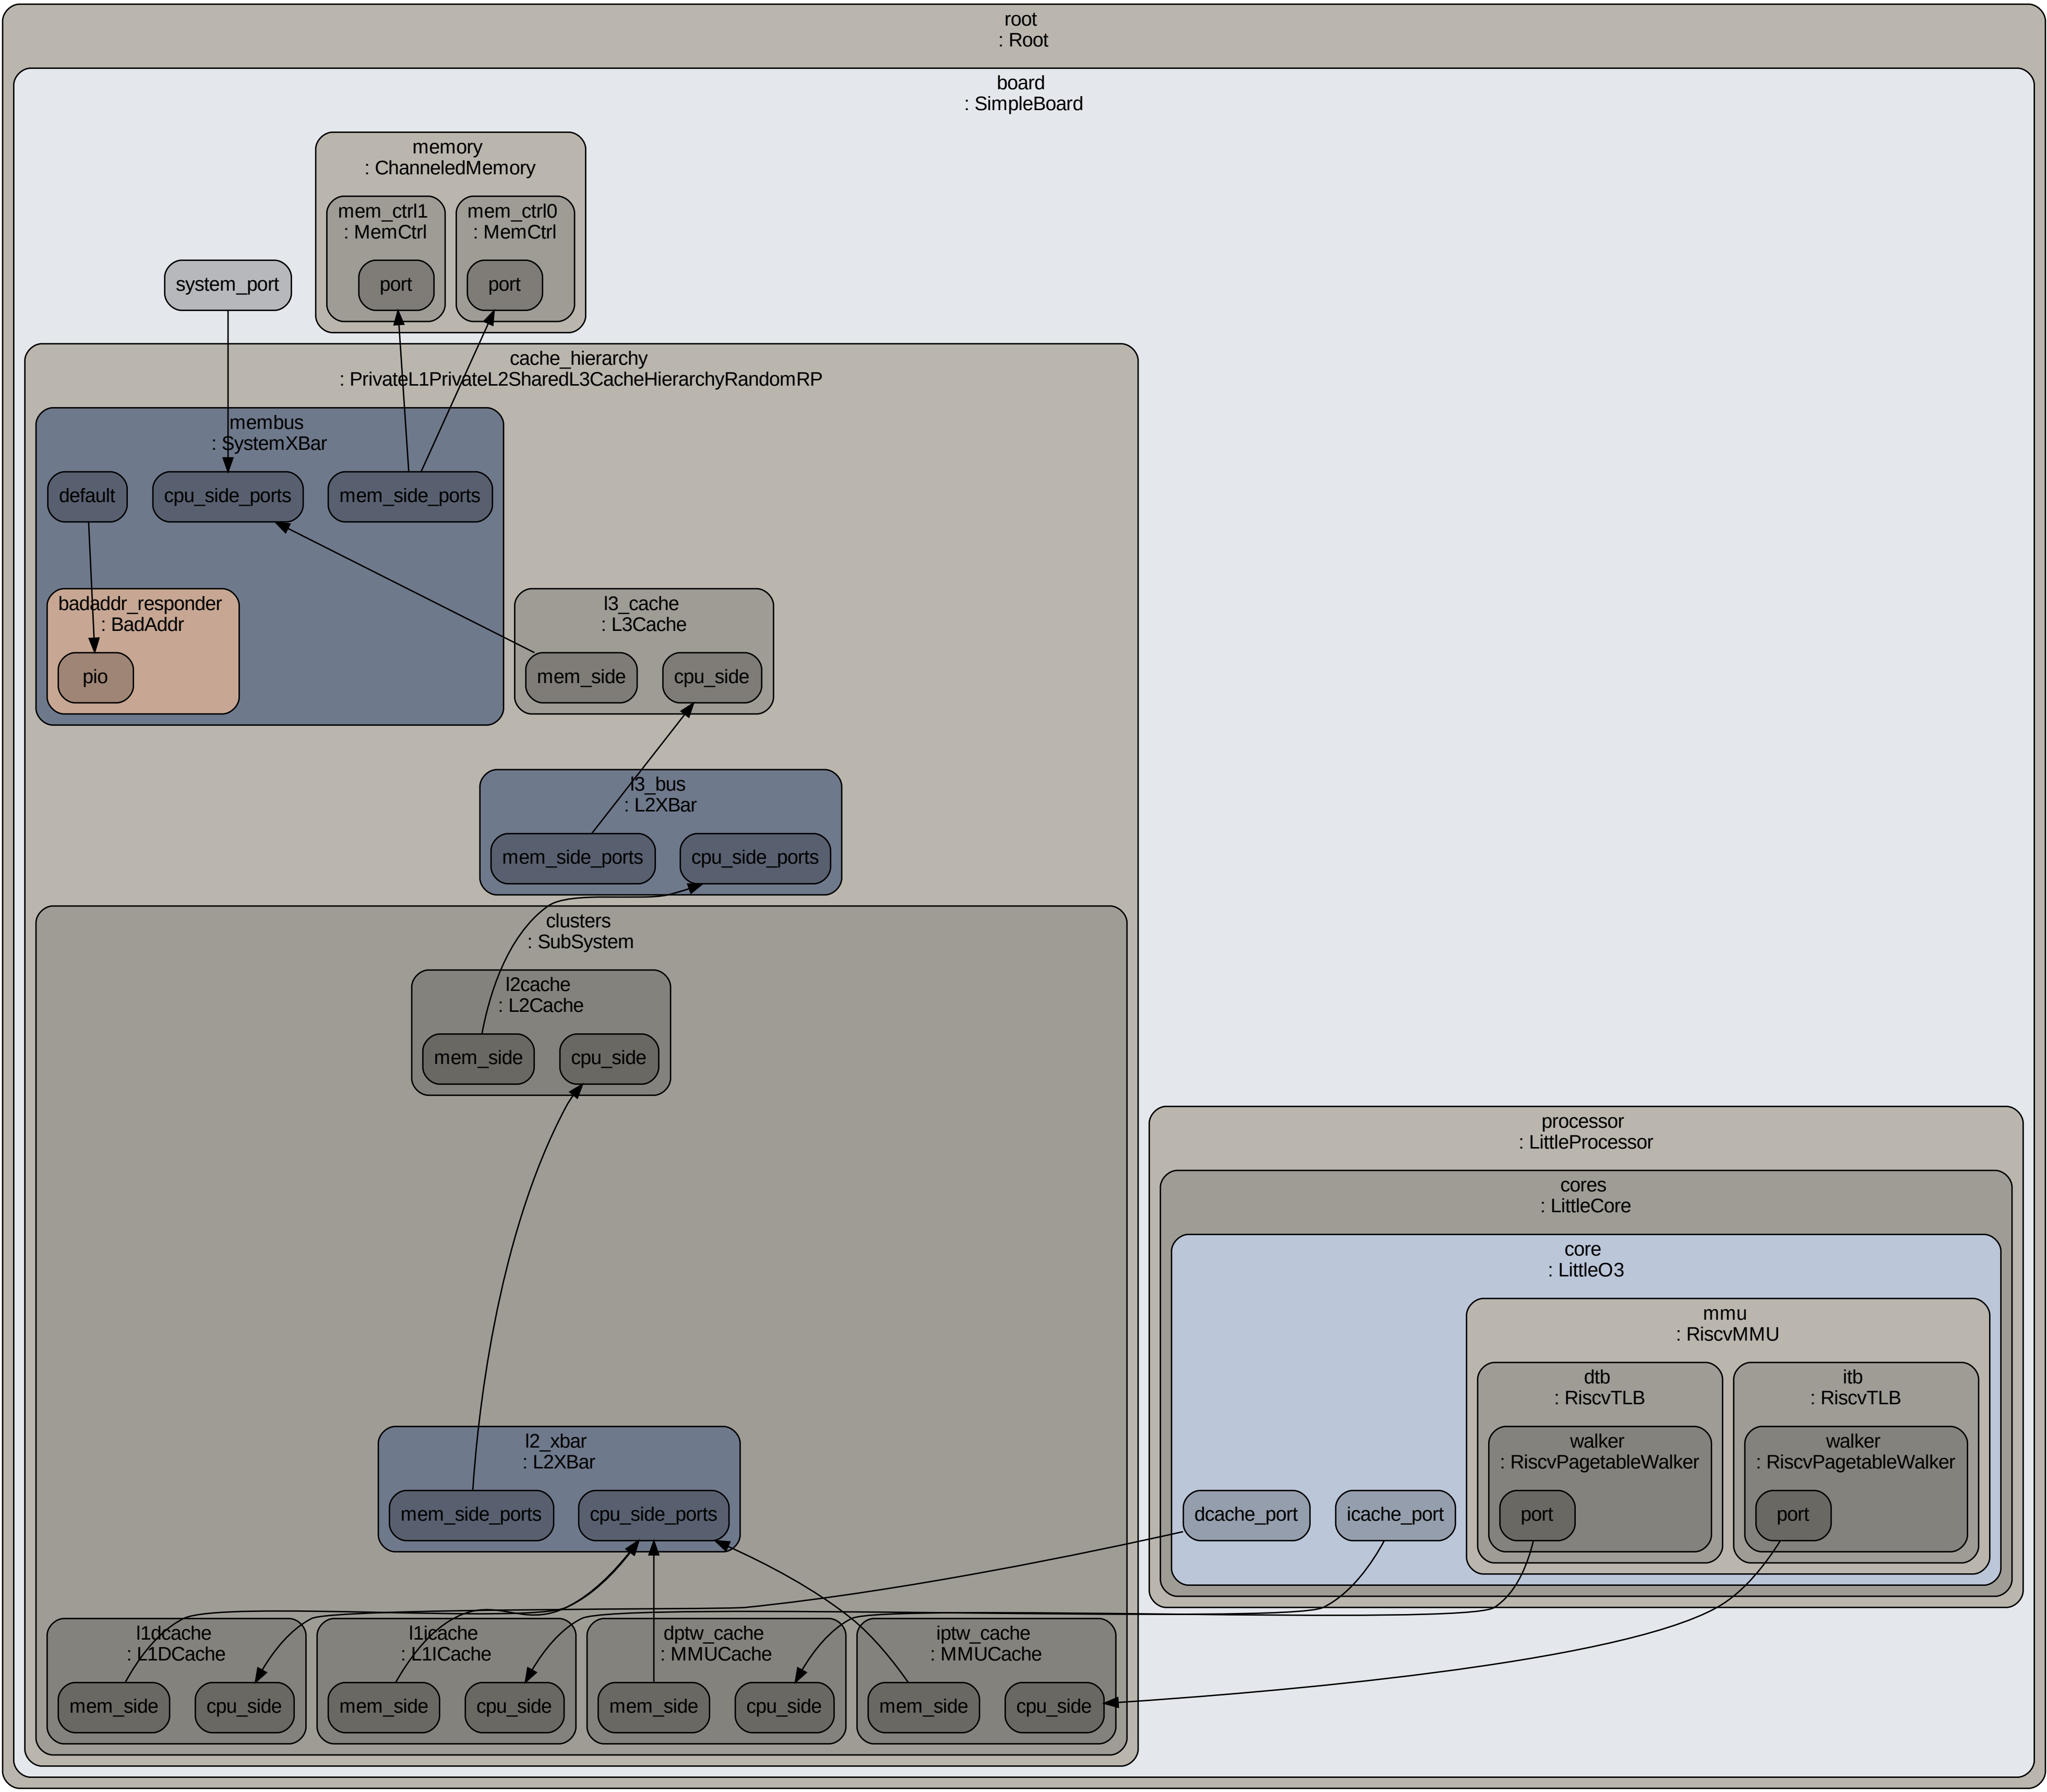 root
: Root
board
: SimpleBoard
memory
: ChanneledMemory
mem_ctrl1
: MemCtrl
port
mem_ctrl0
: MemCtrl
port
system_port
cache_hierarchy
: PrivateL1PrivateL2SharedL3CacheHierarchyRandomRP
membus
: SystemXBar
default
cpu_side_ports
mem_side_ports
badaddr_responder
: BadAddr
pio
l3_cache
: L3Cache
mem_side
cpu_side
l3_bus
: L2XBar
mem_side_ports
cpu_side_ports
clusters
: SubSystem
l2cache
: L2Cache
mem_side
cpu_side
l2_xbar
: L2XBar
mem_side_ports
cpu_side_ports
l1dcache
: L1DCache
mem_side
cpu_side
l1icache
: L1ICache
mem_side
cpu_side
dptw_cache
: MMUCache
mem_side
cpu_side
iptw_cache
: MMUCache
mem_side
cpu_side
processor
: LittleProcessor
cores
: LittleCore
core
: LittleO3
mmu
: RiscvMMU
dtb
: RiscvTLB
walker
: RiscvPagetableWalker
port
itb
: RiscvTLB
walker
: RiscvPagetableWalker
port
dcache_port
icache_port